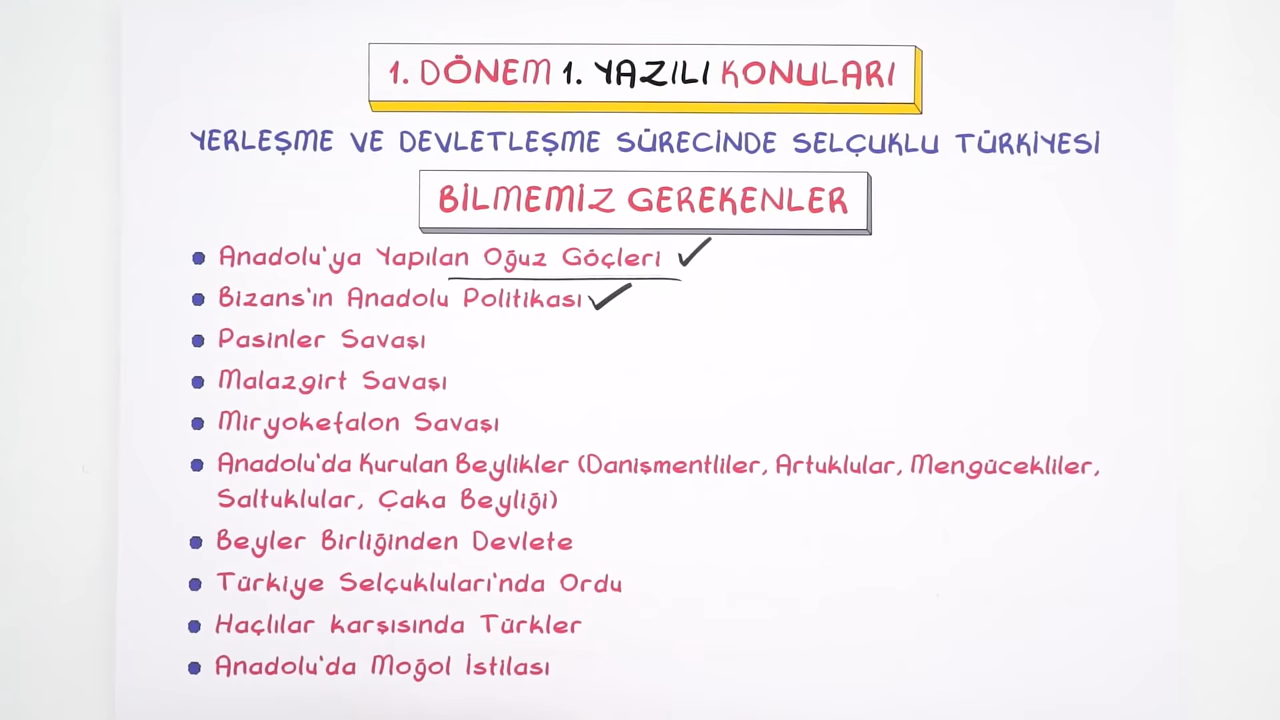 1. DÖNEM 1. YAZILI KONULARI
YERLEŞME VE DEVLETLEŞME SÜRECİNDE SELÇUKLU TÜRKİYESİ
BİLMEMİZ GEREKENLER
• Anadolu'ya Yapılan Oğuz Göçleri ✓
• Bizans'ın Anadolu Politikası ✓
• Pasinler Savaşı
• Malazgirt Savaşı
• Miryokefalon Savaşı
• Anadolu'da Kurulan Beylikler (Danişmentliler, Artuklular, Mengücekliler,
Saltuklular, Çaka Beyliği)
• Beyler Birliğinden Devlete
• Türkiye Selçukluları'nda Ordu
• Haçlılar karşısında Türkler
• Anadolu'da Moğol İstilası